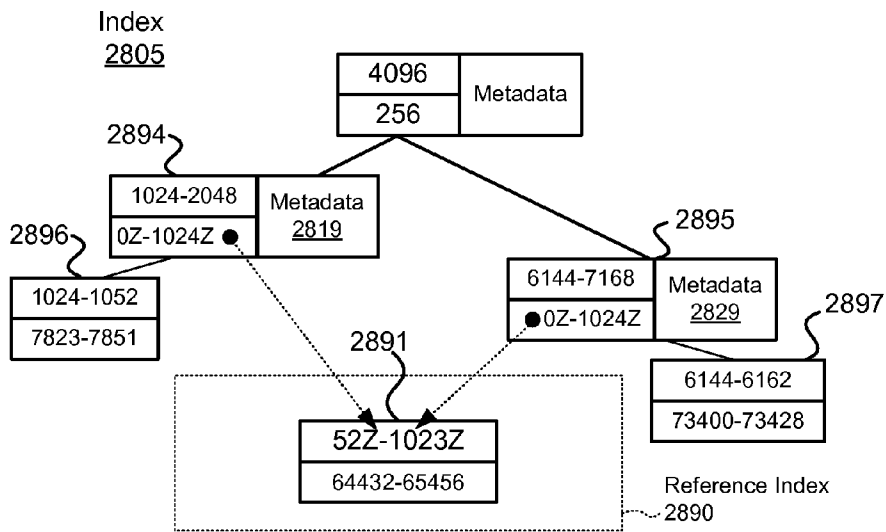 Index
2805
4096
256
Metadata
2894
1024-2048
0Z-1024Z
Metadata
2819
2896
1024-1052
7823-7851
2895
6144-7168
0Z-1024Z
Metadata
2829
2897
6144-6162
73400-73428
2891
52Z-1023Z
64432-65456
Reference Index
2890